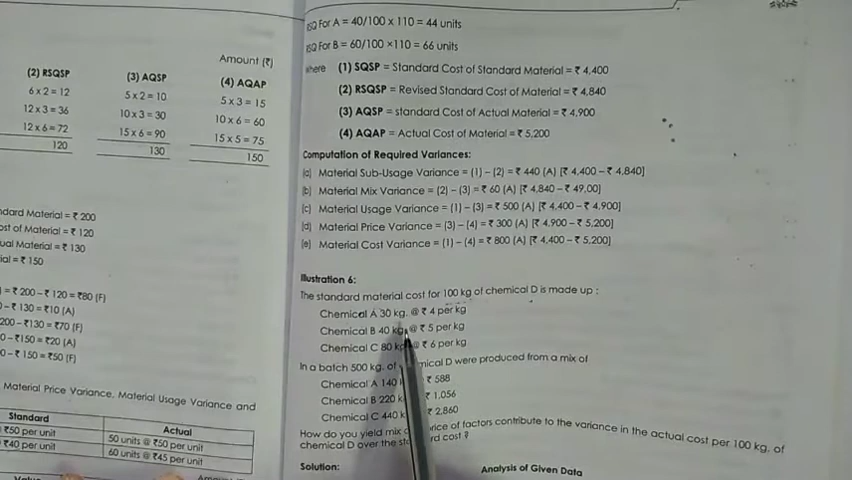 Amount (₹)
(2) RSQSP
(3) AQSP
(4) AQAP
6 x 2 = 12
5 x 2 = 10
5 x 3 = 15
12 x 3 = 36
10 x 3 = 30
10 x 6 = 60
12 x 6 = 72
15 x 6 = 90
15 x 5 = 75
120
130
150
dard Material = ₹ 200
ost of Material = ₹ 120
ual Material = ₹ 130
ial = ₹ 150
= ₹ 200 – ₹ 120 = ₹80 (F)
0 – ₹ 130 = ₹10 (A)
200 – ₹130 = ₹70 (F)
0 – ₹150 = ₹20 (A)
0 – ₹ 150 = ₹50 (F)
Material Price Variance, Material Usage Variance and
Standard
Actual
₹50 per unit
50 units @ ₹50 per unit
₹40 per unit
60 units @ ₹45 per unit
RSQ For A = 40/100 x 110 = 44 units
RSQ For B = 60/100 ×110 = 66 units
where (1) SQSP = Standard Cost of Standard Material = ₹ 4,400
(2) RSQSP = Revised Standard Cost of Material = ₹ 4,840
(3) AQSP = standard Cost of Actual Material = ₹ 4,900
(4) AQAP = Actual Cost of Material = ₹ 5,200
Computation of Required Variances:
(a) Material Sub-Usage Variance = (1) – (2) = ₹ 440 (A) [₹ 4,400 – ₹ 4,840]
(b) Material Mix Variance = (2) – (3) = ₹ 60 (A) [₹ 4,840 – ₹ 49,00]
(c) Material Usage Variance = (1) – (3) = ₹ 500 (A) [₹ 4,400 – ₹ 4,900]
(d) Material Price Variance = (3) – (4) = ₹ 300 (A) [₹ 4,900 – ₹ 5,200]
(e) Material Cost Variance = (1) – (4) = ₹ 800 (A) [₹ 4,400 – ₹ 5,200]
Illustration 6:
The standard material cost for 100 kg of chemical D is made up :
Chemical A 30 kg. @ ₹ 4 per kg
Chemical B 40 kg. @ ₹ 5 per kg
Chemical C 80 kg @ ₹ 6 per kg
In a batch 500 kg. of mical D were produced from a mix of
Chemical A 140 ₹ 588
Chemical B 220 ₹ 1,056
Chemical C 440 k ₹ 2,860
How do you yield mix rice of factors contribute to the variance in the actual cost per 100 kg. of
chemical D over the st rd cost ?
Solution:
Analysis of Given Data